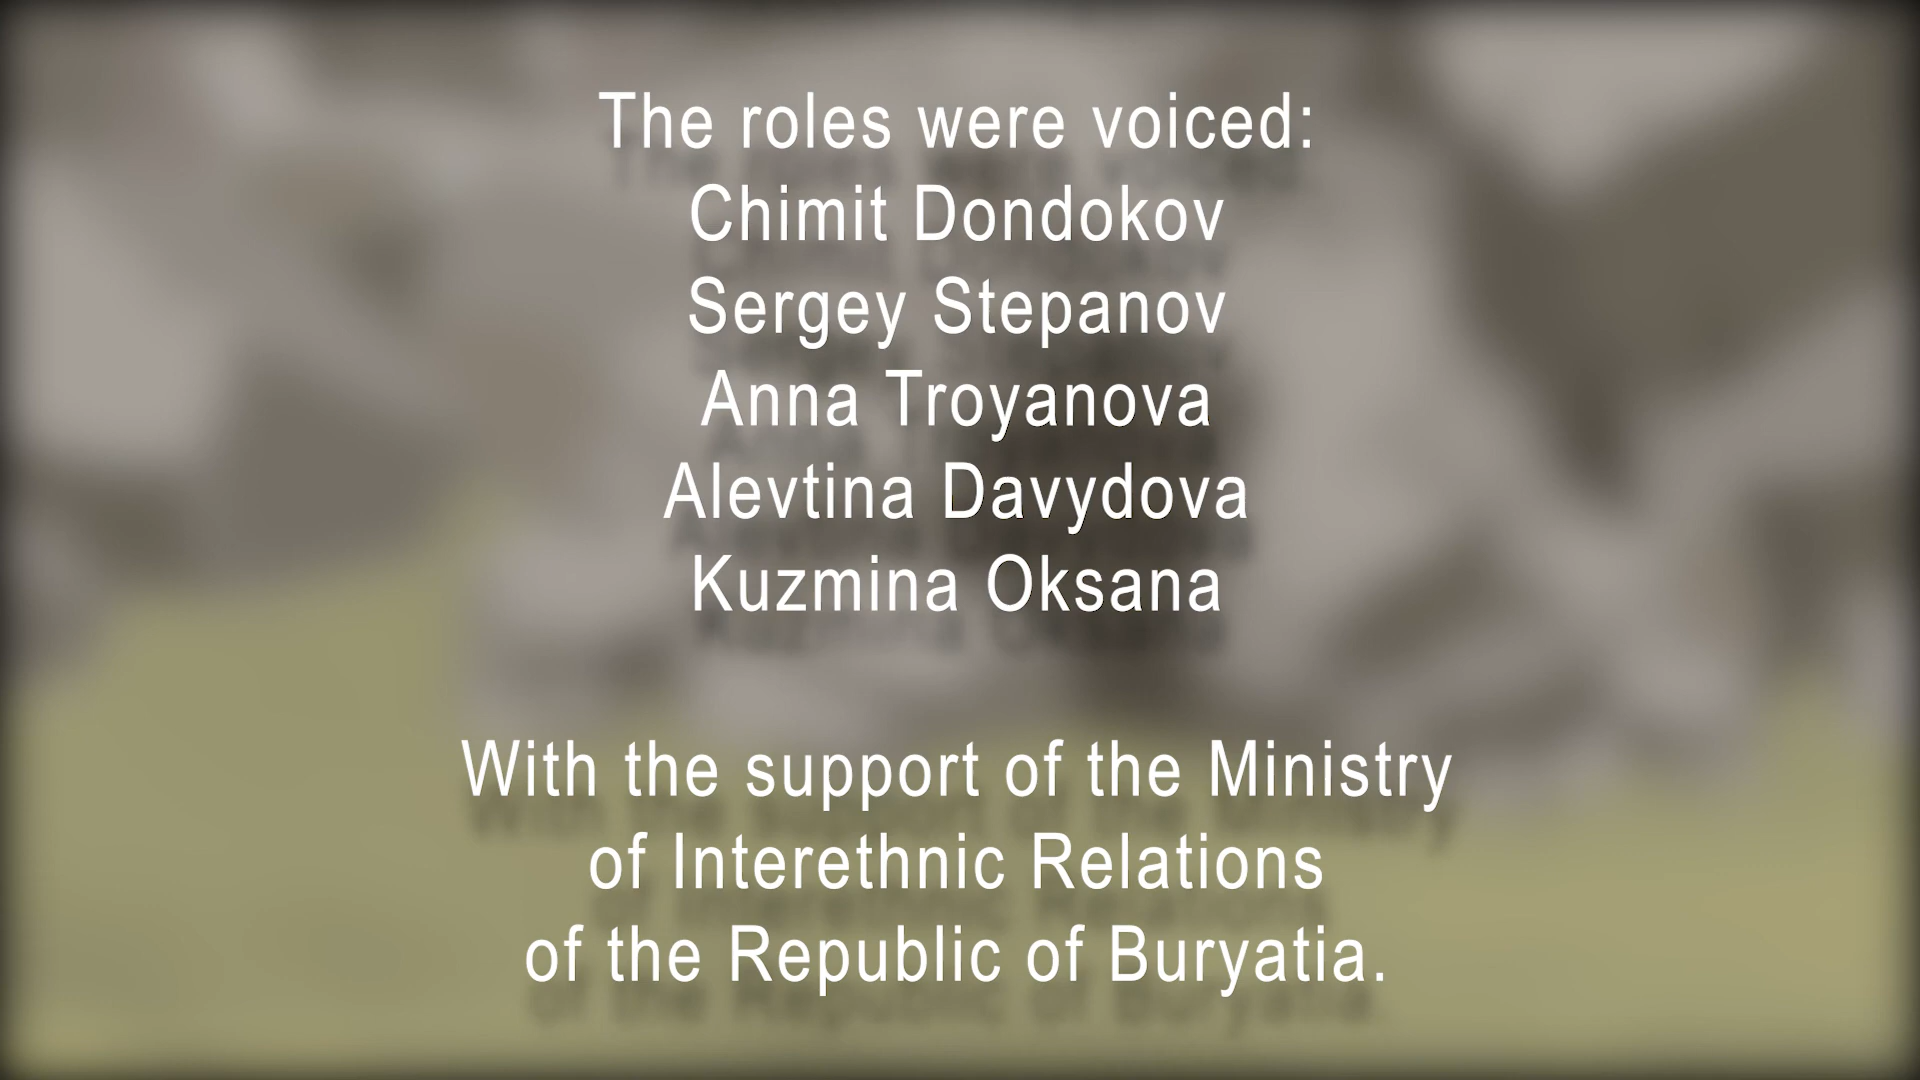 The roles were voiced:
Chimit Dondokov
Sergey Stepanov
Anna Troyanova
Alevtina Davydova
Kuzmina Oksana
With the support of the Ministry
of Interethnic Relations
of the Republic of Buryatia.